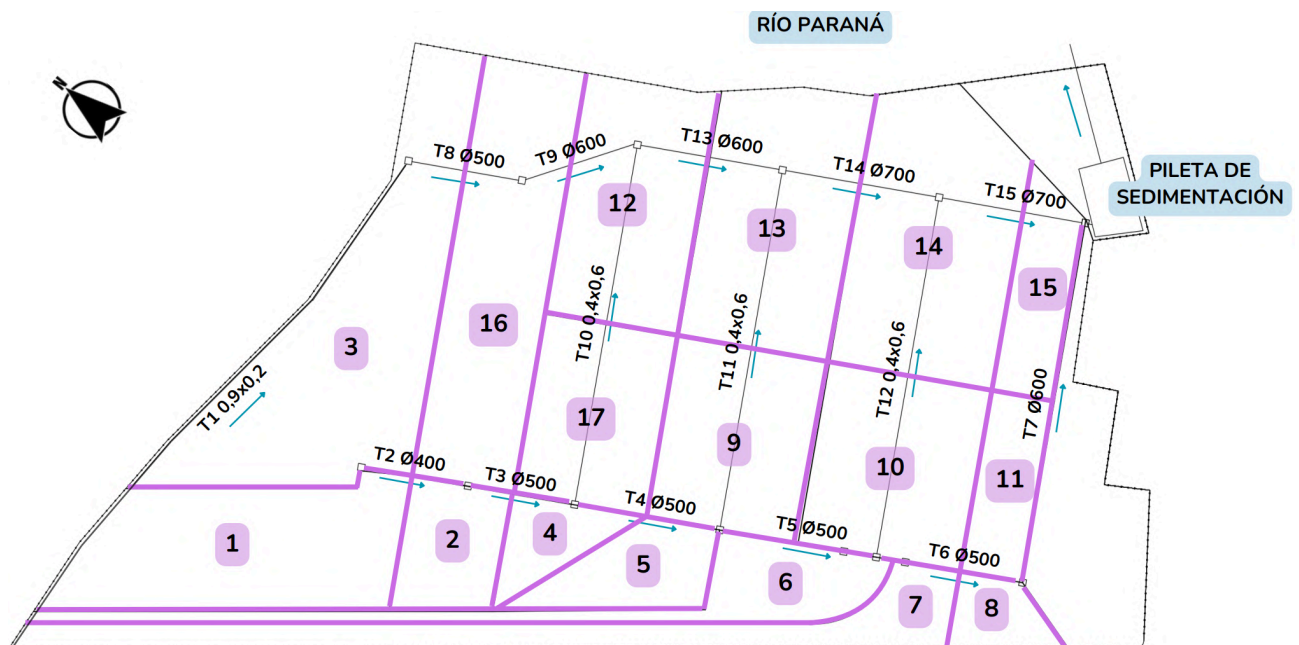 RÍO PARANÁ
N
T8 Ø500
T9 Ø600
T13 Ø600
T14 Ø700
T15 Ø700
PILETA DE
SEDIMENTACIÓN
12
13
14
15
16
3
T1 0,9x0,2
T10 0,4x0,6
T11 0,4x0,6
T12 0,4x0,6
T7 Ø600
17
9
10
11
T2 Ø400
T3 Ø500
T4 Ø500
T5 Ø500
T6 Ø500
1
2
4
5
6
7
8